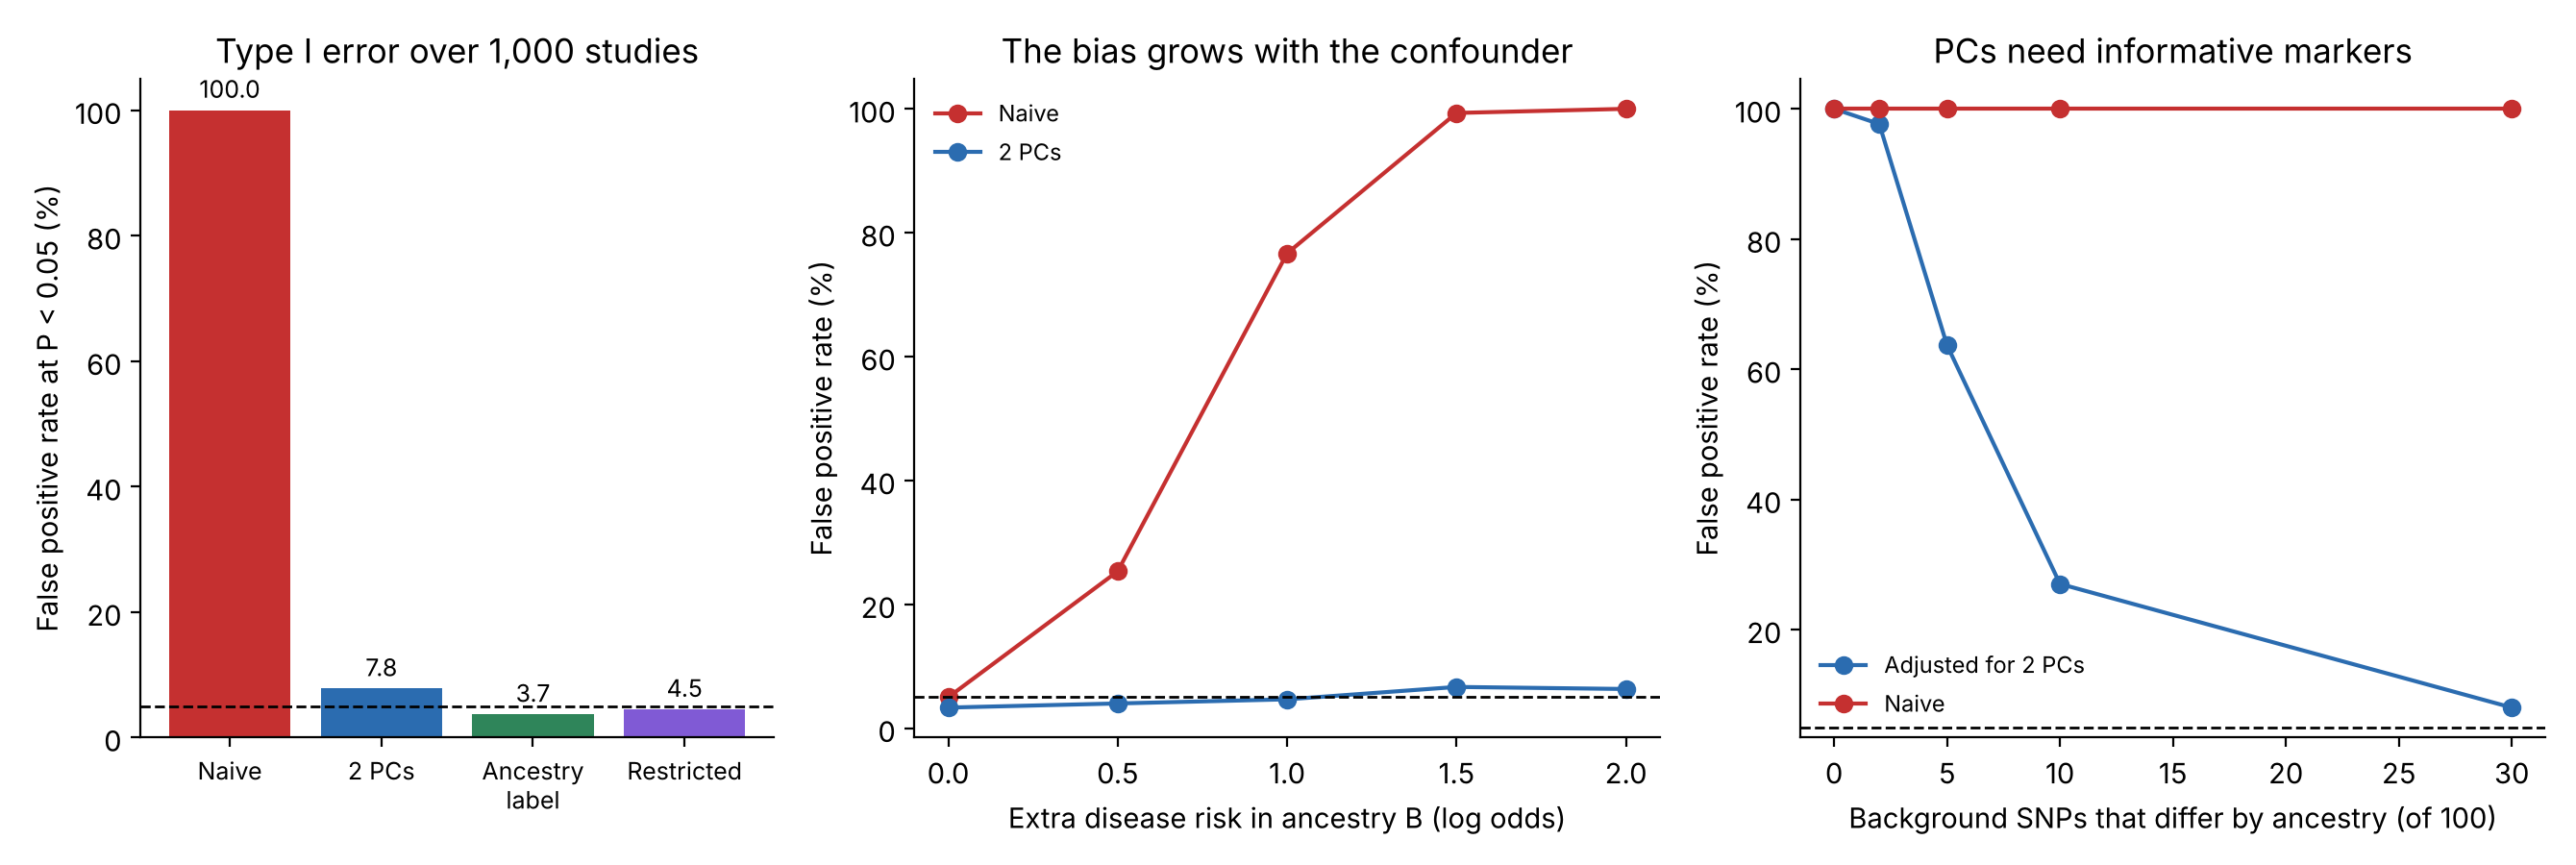 Type I error over 1,000 studies
False positive rate at P < 0.05 (%)
100
80
60
40
20
0
100.0
7.8
3.7
4.5
Naive
2 PCs
Ancestry
label
Restricted
The bias grows with the confounder
Naive
2 PCs
False positive rate (%)
100
80
60
40
20
0
0.0
0.5
1.0
1.5
2.0
Extra disease risk in ancestry B (log odds)
PCs need informative markers
False positive rate (%)
100
80
60
40
20
Adjusted for 2 PCs
Naive
0
5
10
15
20
25
30
Background SNPs that differ by ancestry (of 100)